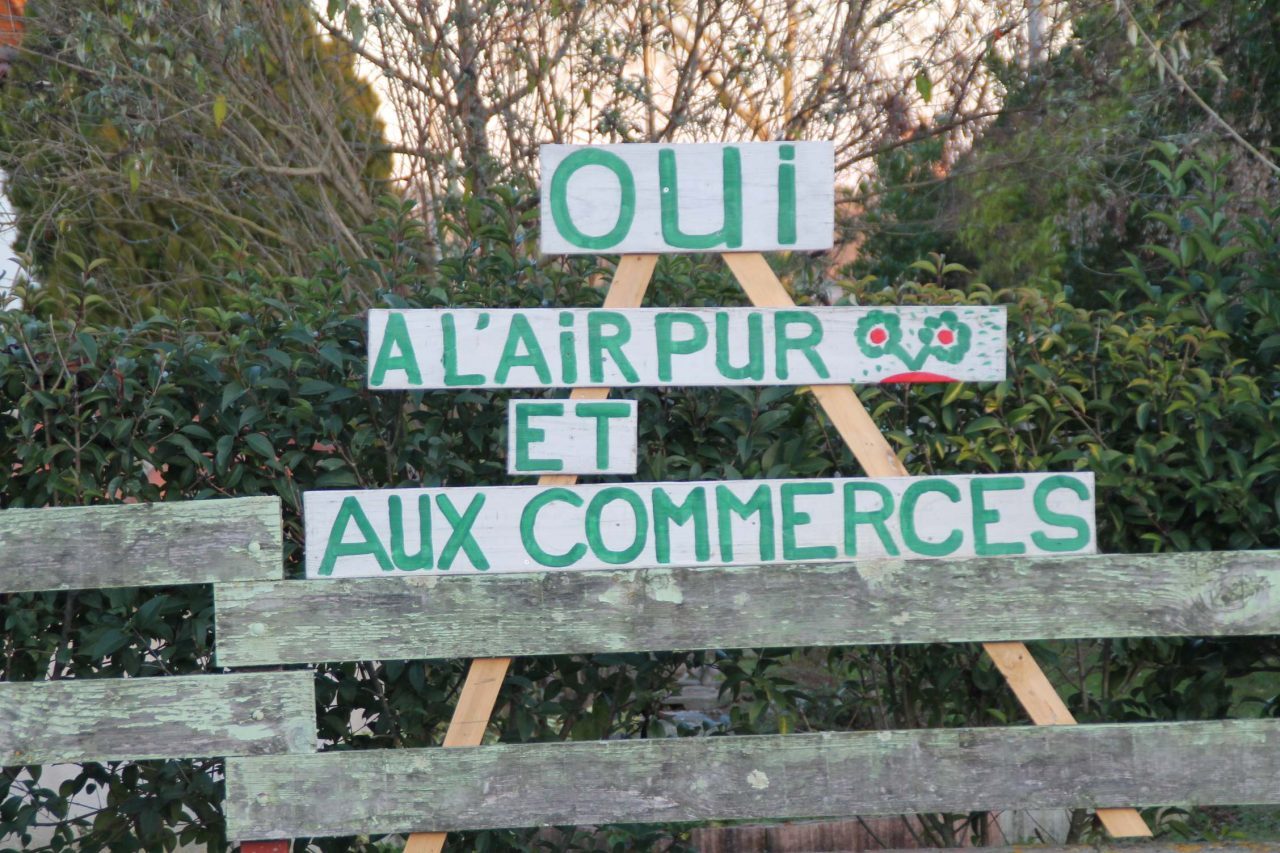 OUi
A L'AiR PUR
ET
AUX COMMERCES